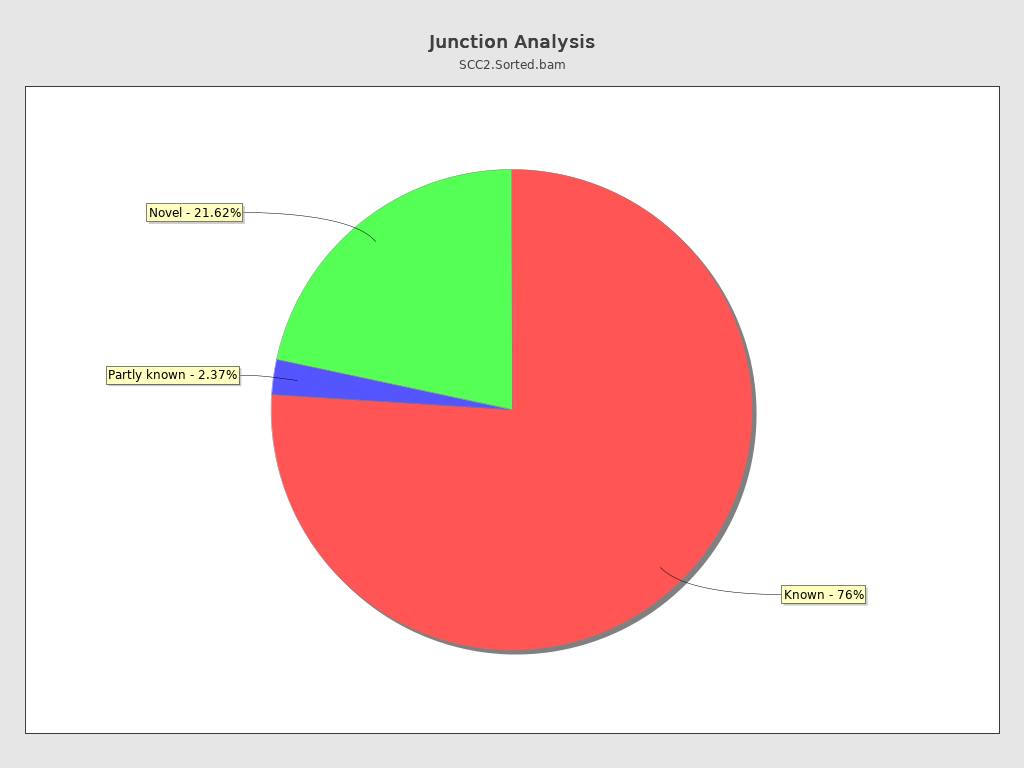 Junction Analysis
SCC2.Sorted.bam
Novel - 21.62%
Partly known - 2.37%
Known - 76%